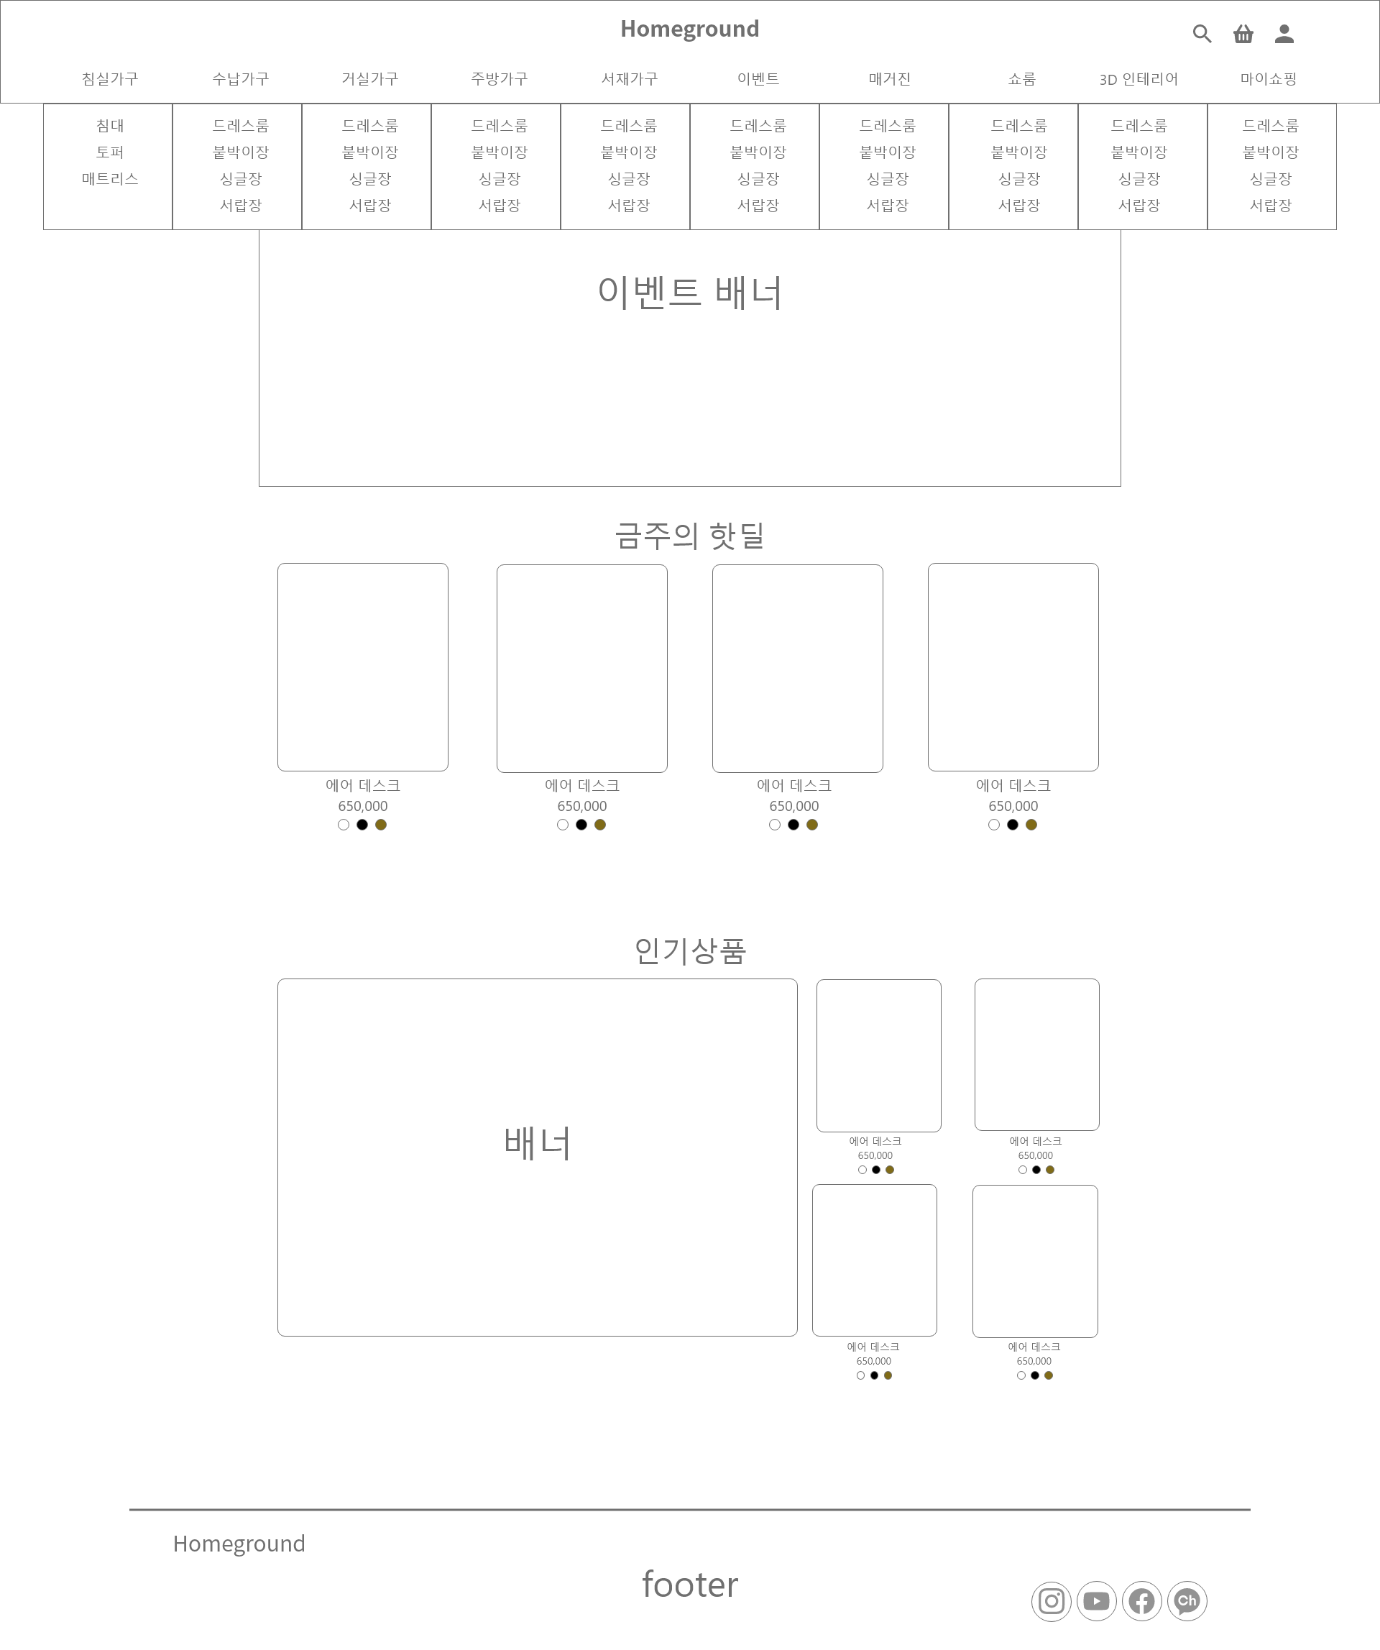 Homeground
침실가구 수납가구 거실가구 주방가구 서재가구 이벤트 매거진 쇼룸 3D 인테리어 마이쇼핑
침대 드레스룸 드레스룸 드레스룸 드레스룸 드레스룸 드레스룸 드레스룸 드레스룸 드레스룸
토퍼 붙박이장 붙박이장 붙박이장 붙박이장 붙박이장 붙박이장 붙박이장 붙박이장 붙박이장
매트리스 싱글장 싱글장 싱글장 싱글장 싱글장 싱글장 싱글장 싱글장 싱글장
서랍장 서랍장 서랍장 서랍장 서랍장 서랍장 서랍장 서랍장 서랍장
이벤트 배너
금주의 핫딜
에어 데스크 에어 데스크 에어 데스크 에어 데스크
650,000 650,000 650,000 650,000
인기상품
배너
에어 데스크 에어 데스크
650,000 650,000
에어 데스크 에어 데스크
650,000 650,000
Homeground
footer
Ch